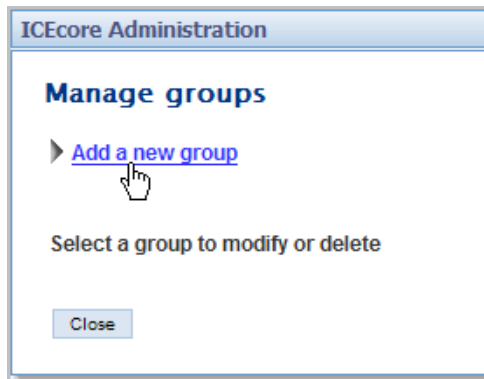 ICEcore Administration
Manage groups
Add a new group
Select a group to modify or delete
Close